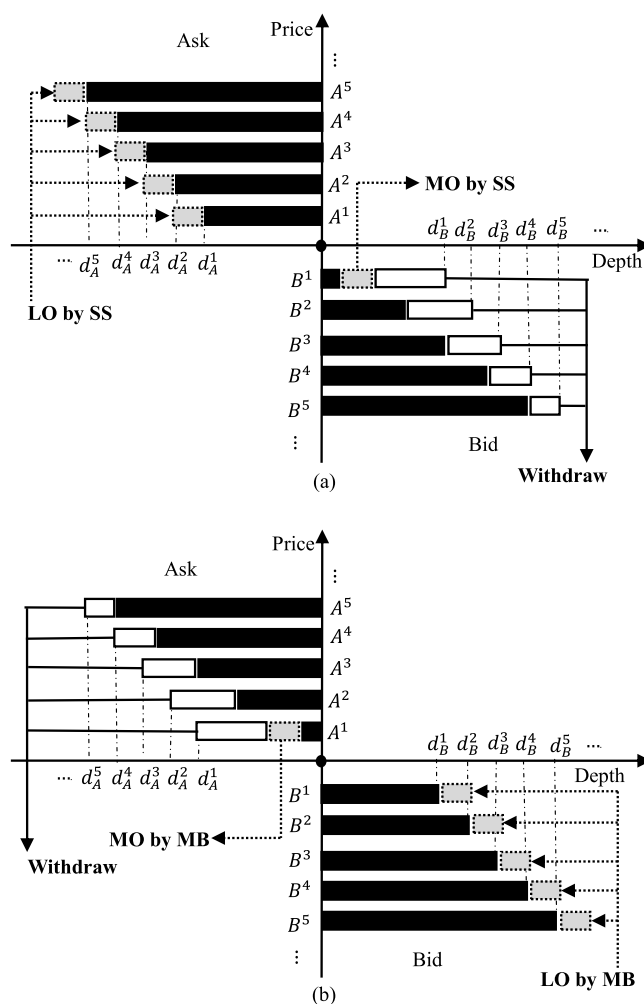 Price
Ask
⋮
A⁵
A⁴
A³
A²
A¹
MO by SS
d_B^1 d_B^2 d_B^3 d_B^4 d_B^5 ...
... d_A^5 d_A^4 d_A^3 d_A^2 d_A^1
Depth
LO by SS
B¹
B²
B³
B⁴
B⁵
⋮
Bid
Withdraw
(a)
Price
Ask
⋮
A⁵
A⁴
A³
A²
A¹
d_B^1 d_B^2 d_B^3 d_B^4 d_B^5 ...
... d_A^5 d_A^4 d_A^3 d_A^2 d_A^1
Depth
B¹
MO by MB
B²
Withdraw
B³
B⁴
B⁵
⋮
Bid
LO by MB
(b)